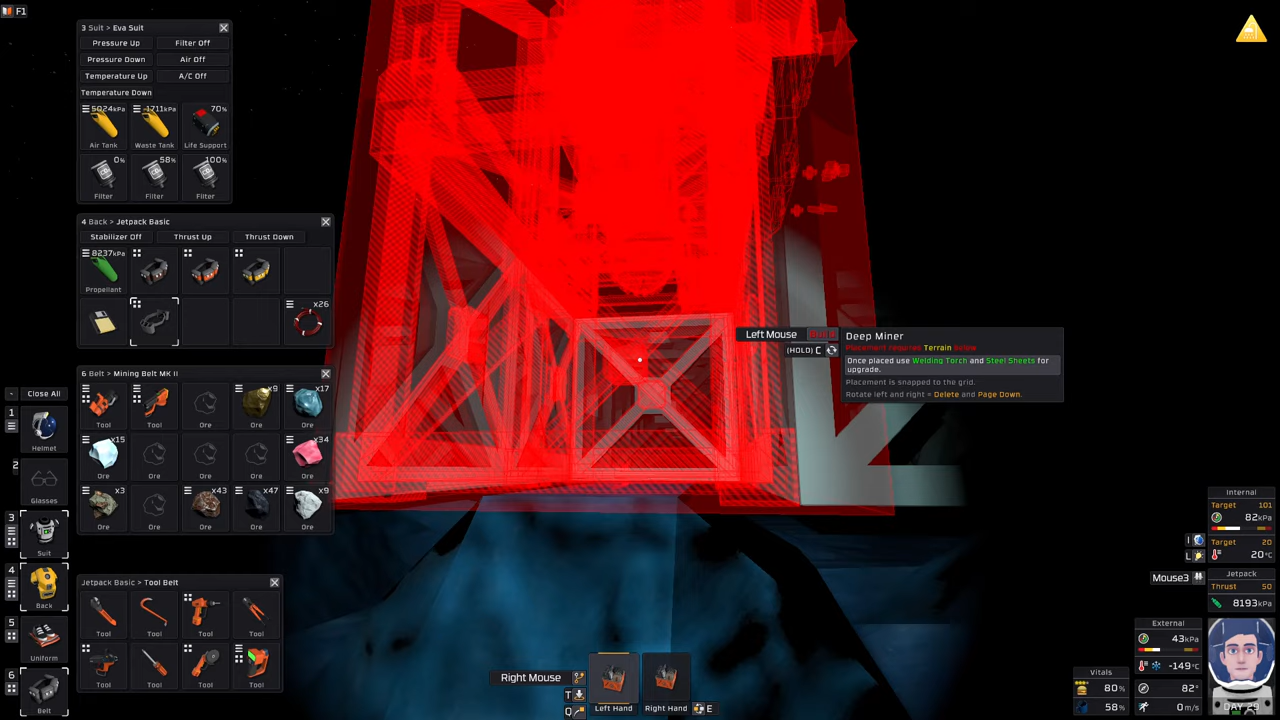 F1
3 Suit > Eva Suit
Pressure Up
Filter Off
Pressure Down
Air Off
Temperature Up
A/C Off
Temperature Down
5024kPa
1711kPa
70%
Air Tank
Waste Tank
Life Support
0%
58%
100%
Filter
Filter
Filter
4 Back > Jetpack Basic
Stabilizer Off
Thrust Up
Thrust Down
8237kPa
Propellant
x26
6 Belt > Mining Belt MK II
x9
x17
Tool
Tool
Ore
Ore
Ore
x15
x34
Ore
Ore
Ore
Ore
Ore
x3
x43
x47
x9
Ore
Ore
Ore
Ore
Ore
Jetpack Basic > Tool Belt
Tool
Tool
Tool
Tool
Tool
Tool
Tool
Tool
-
Close All
1
Helmet
2
Glasses
3
Suit
4
Back
5
Uniform
6
Belt
Left Mouse
Build
(HOLD) C
Deep Miner
Placement requires Terrain below
Once placed use Welding Torch and Steel Sheets for
upgrade.
Placement is snapped to the grid.
Rotate left and right = Delete and Page Down.
Right Mouse
T
Q
Left Hand
Right Hand
E
Internal
Target 101
82kPa
Target 20
20°C
I
L
Mouse3
Jetpack
Thrust 50
8193kPa
External
43kPa
-149°C
82°
0m/s
Vitals
80%
58%
DAY 29